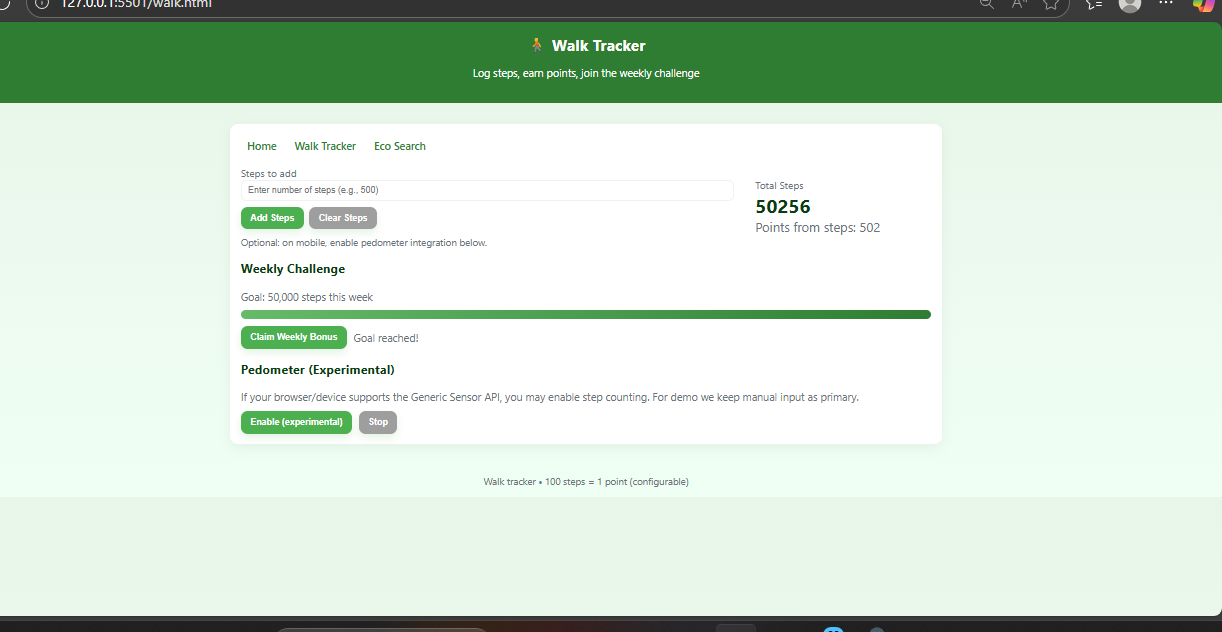 127.0.0.1:5501/walk.html
Walk Tracker
Log steps, earn points, join the weekly challenge
Home Walk Tracker Eco Search
Steps to add
Enter number of steps (e.g., 500)
Add Steps Clear Steps
Optional: on mobile, enable pedometer integration below.
Total Steps
50256
Points from steps: 502
Weekly Challenge
Goal: 50,000 steps this week
Claim Weekly Bonus Goal reached!
Pedometer (Experimental)
If your browser/device supports the Generic Sensor API, you may enable step counting. For demo we keep manual input as primary.
Enable (experimental) Stop
Walk tracker • 100 steps = 1 point (configurable)